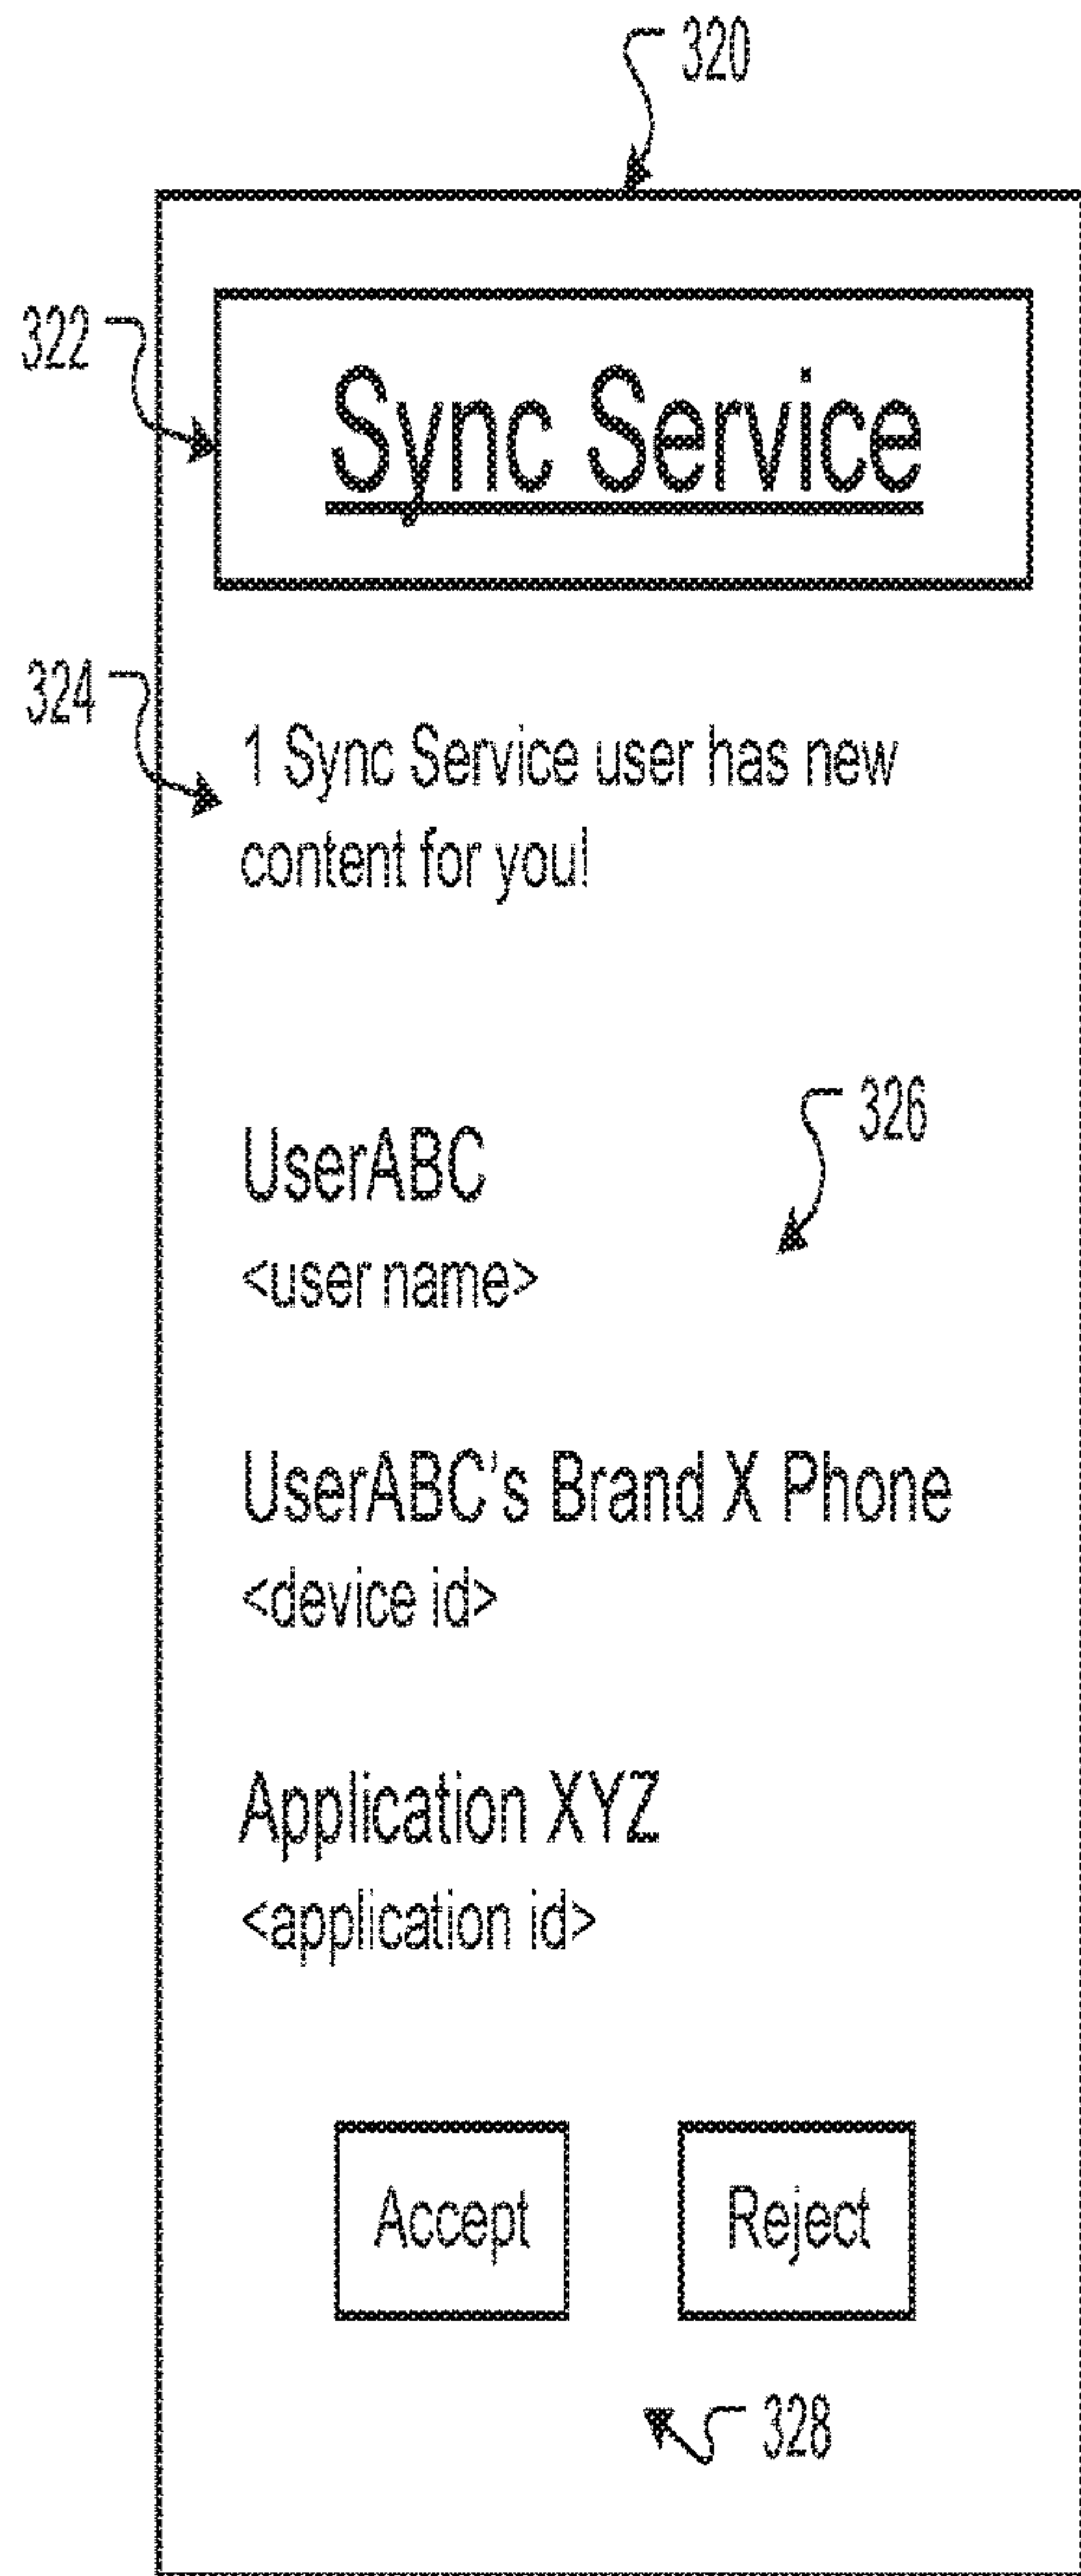 320
322
Sync Service
324
1 Sync Service user has new
content for you!
326
UserABC
<user name>
UserABC's Brand X Phone
<device id>
Application XYZ
<application id>
Accept
Reject
328